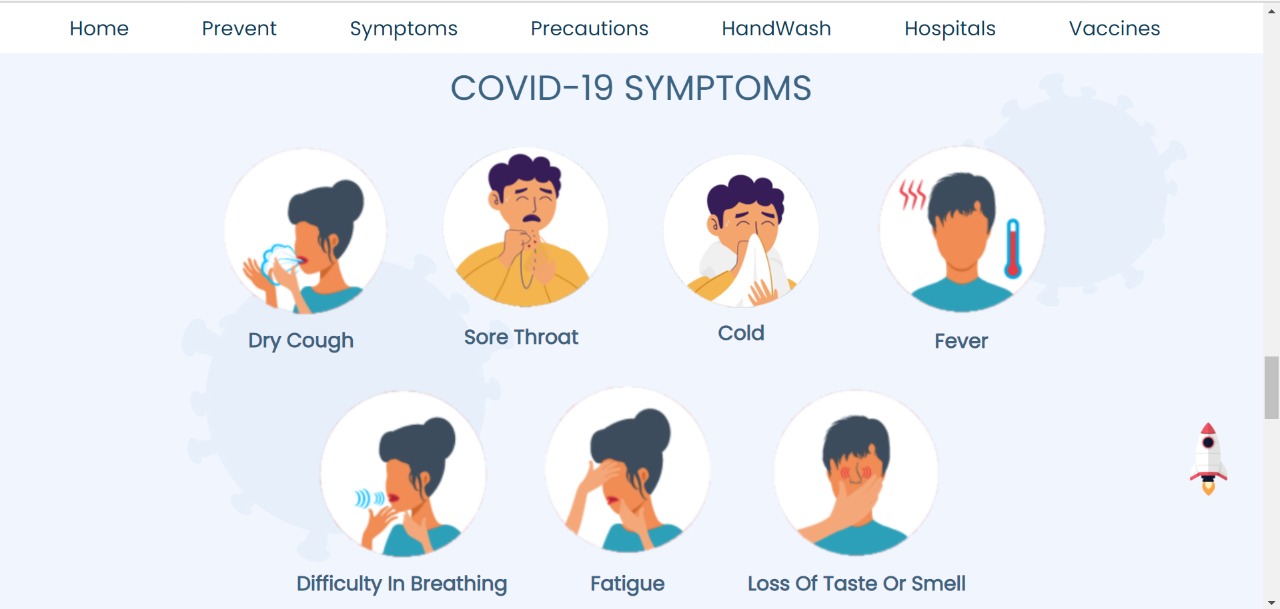 Home Prevent Symptoms Precautions HandWash Hospitals Vaccines
COVID-19 SYMPTOMS
Dry Cough Sore Throat Cold Fever
Difficulty In Breathing Fatigue Loss Of Taste Or Smell